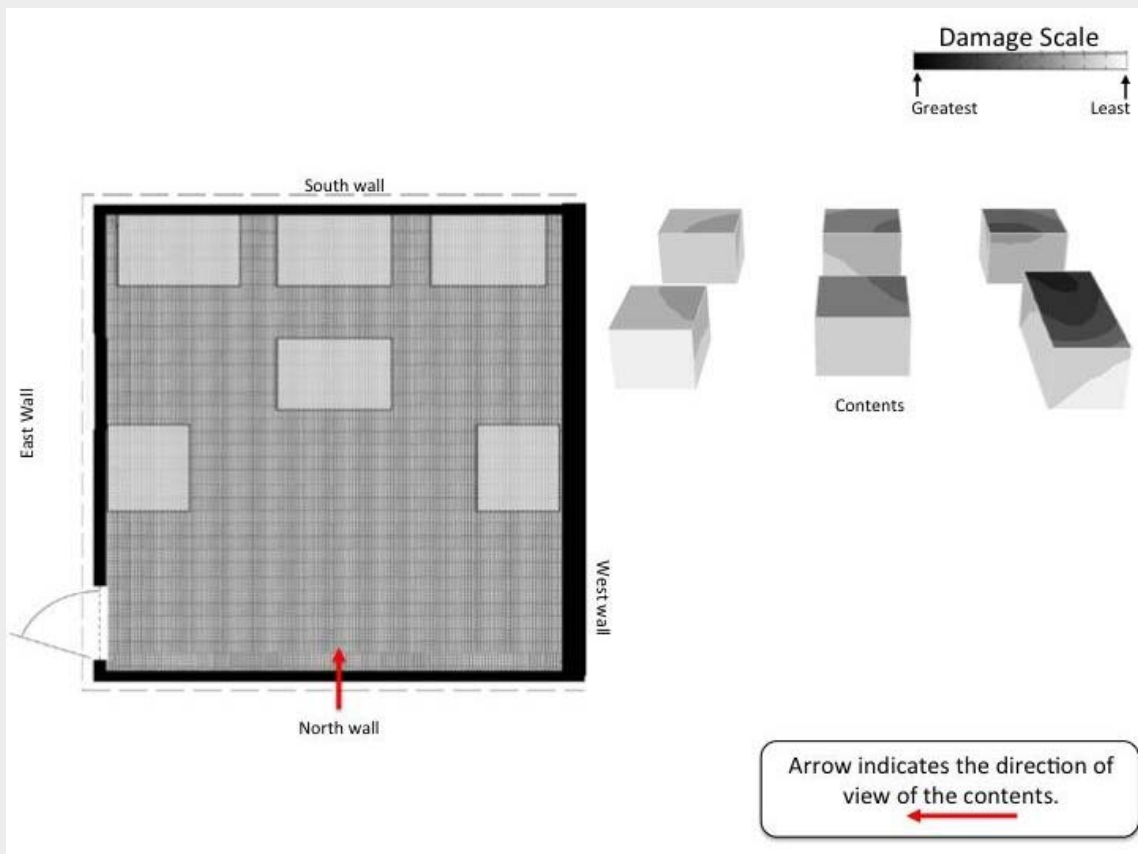 Damage Scale
Greatest
Least
South wall
East Wall
West wall
Contents
North wall
Arrow indicates the direction of
view of the contents.